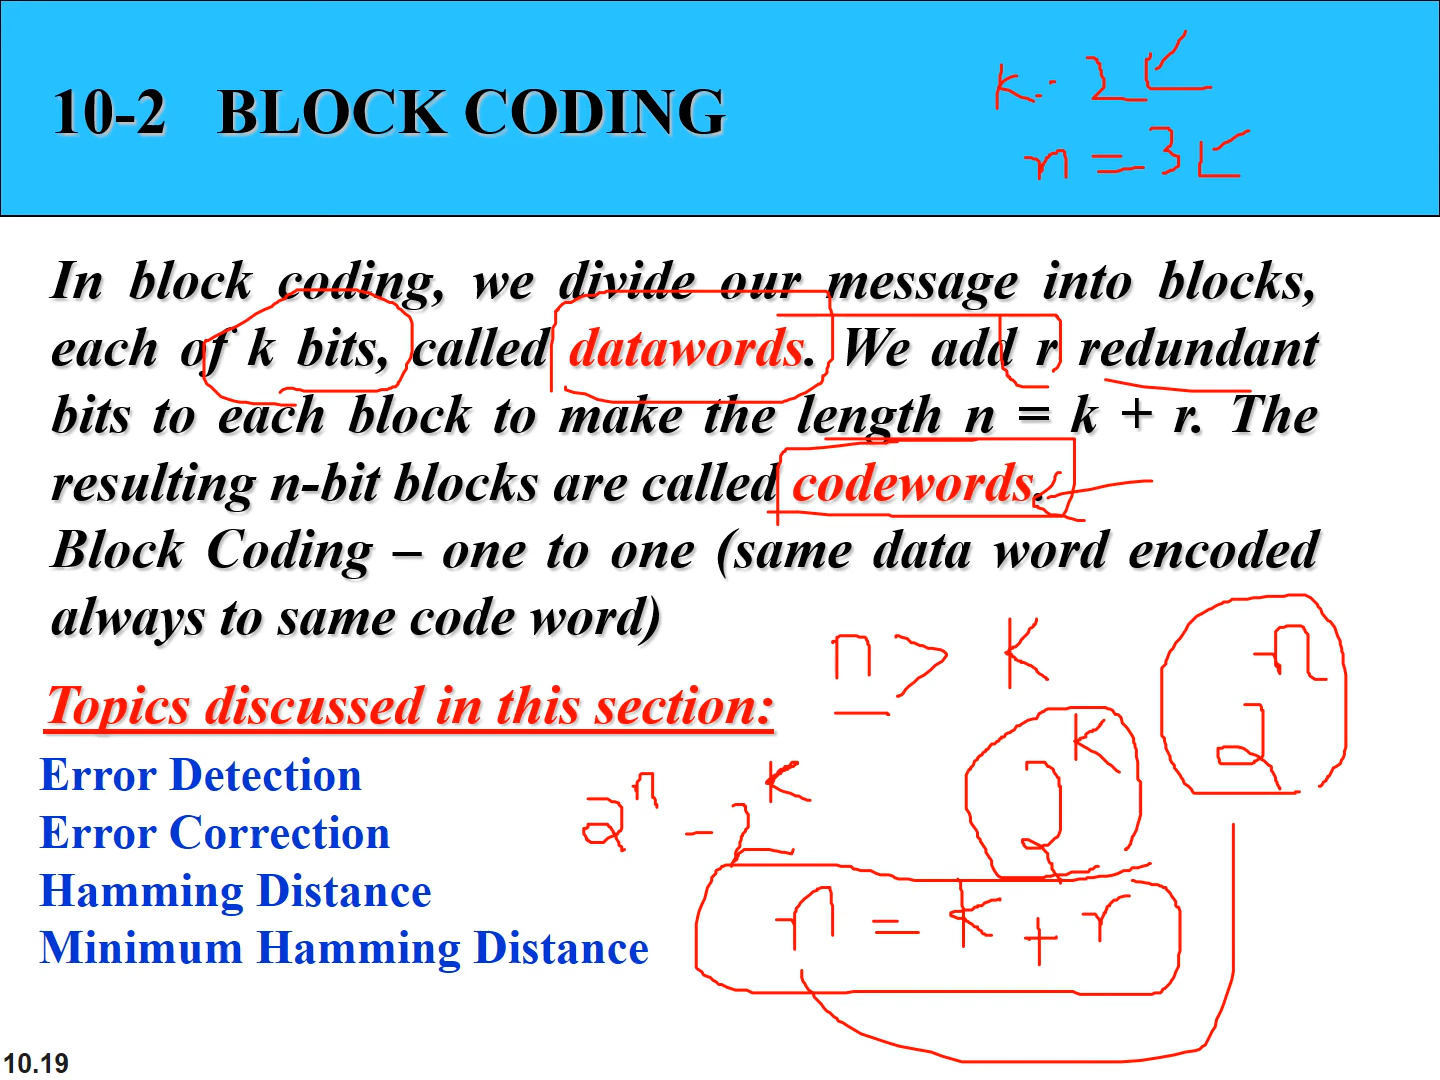 10-2 BLOCK CODING
k = 2
n = 3
In block coding, we divide our message into blocks,
each of k bits, called datawords. We add r redundant
bits to each block to make the length n = k + r. The
resulting n-bit blocks are called codewords.
Block Coding – one to one (same data word encoded
always to same code word)
n > k
2^n
Topics discussed in this section:
2^k
Error Detection
2^n - 2^k
Error Correction
Hamming Distance
n = k + r
Minimum Hamming Distance
10.19